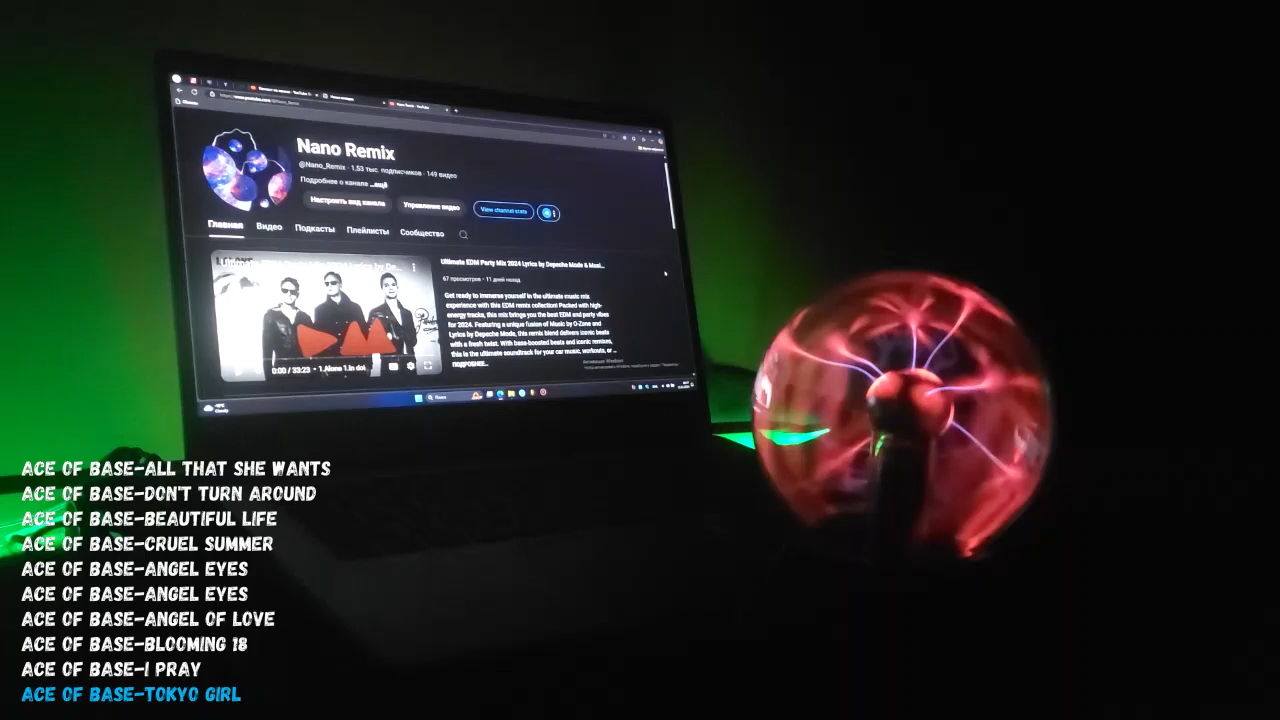 Nano Remix
@Nano_Remix · 1,53 тыс. подписчиков · 149 видео
Подробнее о канале ...ещё
Настроить вид канала Управление видео View channel stats
Главная Видео Подкасты Плейлисты Сообщество
Ultimate EDM Party Mix 2024 Lyrics by Depeche Mode & Musi...
67 просмотров · 11 дней назад
Get ready to immerse yourself in the ultimate music mix
experience with this EDM remix collection! Packed with high-
energy tracks, this mix brings you the best EDM and party vibes
for 2024. Featuring a unique fusion of Music by O-Zone and
Lyrics by Depeche Mode, this remix blend delivers iconic beats
with a fresh twist. With bass-boosted beats and iconic remixes,
this is the ultimate soundtrack for your car music, workouts, or ...
ПОДРОБНЕЕ...
0:00 / 33:23 • 1.Alone 1.In doi
ACE OF BASE-ALL THAT SHE WANTS
ACE OF BASE-DON'T TURN AROUND
ACE OF BASE-BEAUTIFUL LIFE
ACE OF BASE-CRUEL SUMMER
ACE OF BASE-ANGEL EYES
ACE OF BASE-ANGEL EYES
ACE OF BASE-ANGEL OF LOVE
ACE OF BASE-BLOOMING 18
ACE OF BASE-I PRAY
ACE OF BASE-TOKYO GIRL